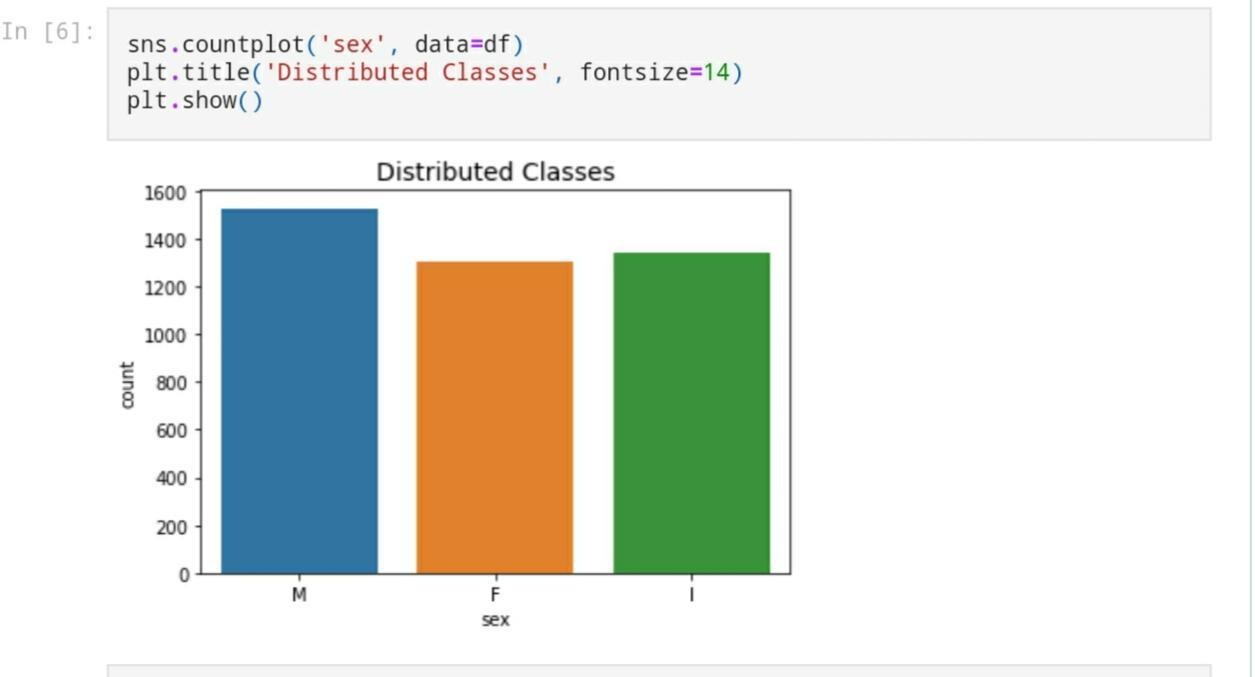 In [6]:
sns.countplot('sex', data=df)
plt.title('Distributed Classes', fontsize=14)
plt.show()
Distributed Classes
1600
1400
1200
1000
800
600
400
200
0
count
M F I
sex